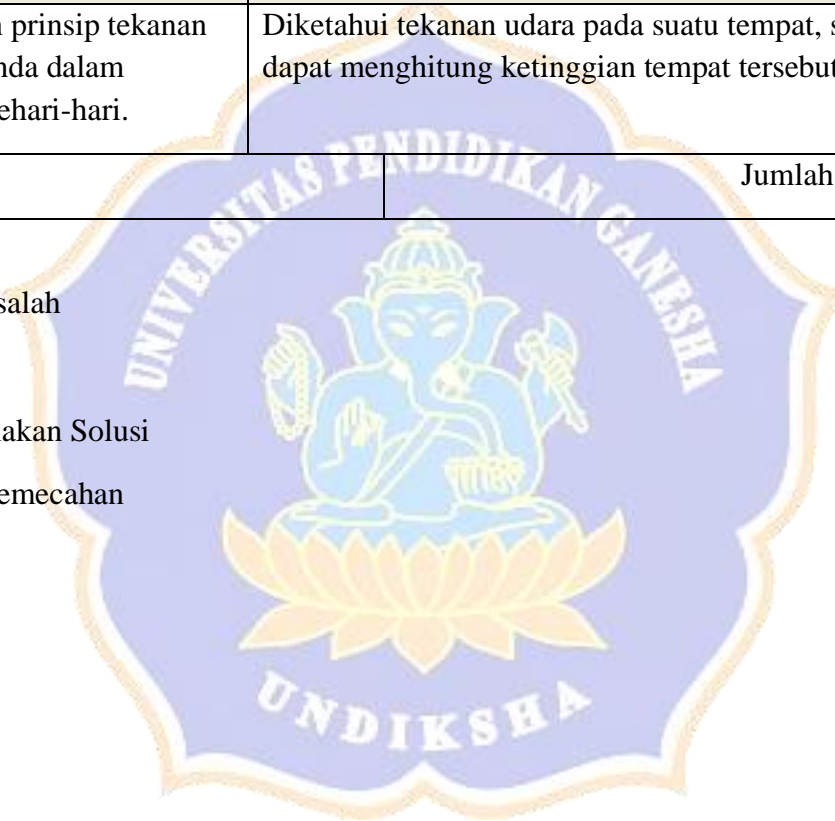 prinsip tekanan
Diketahui tekanan udara pada suatu tempat,
nda dalam
dapat menghitung ketinggian tempat tersebut
ehari-hari.
Jumlah
UNIVERSITAS PENDIDIKAN GANESHA
salah
akan Solusi
emecahan
UNDIKSHA